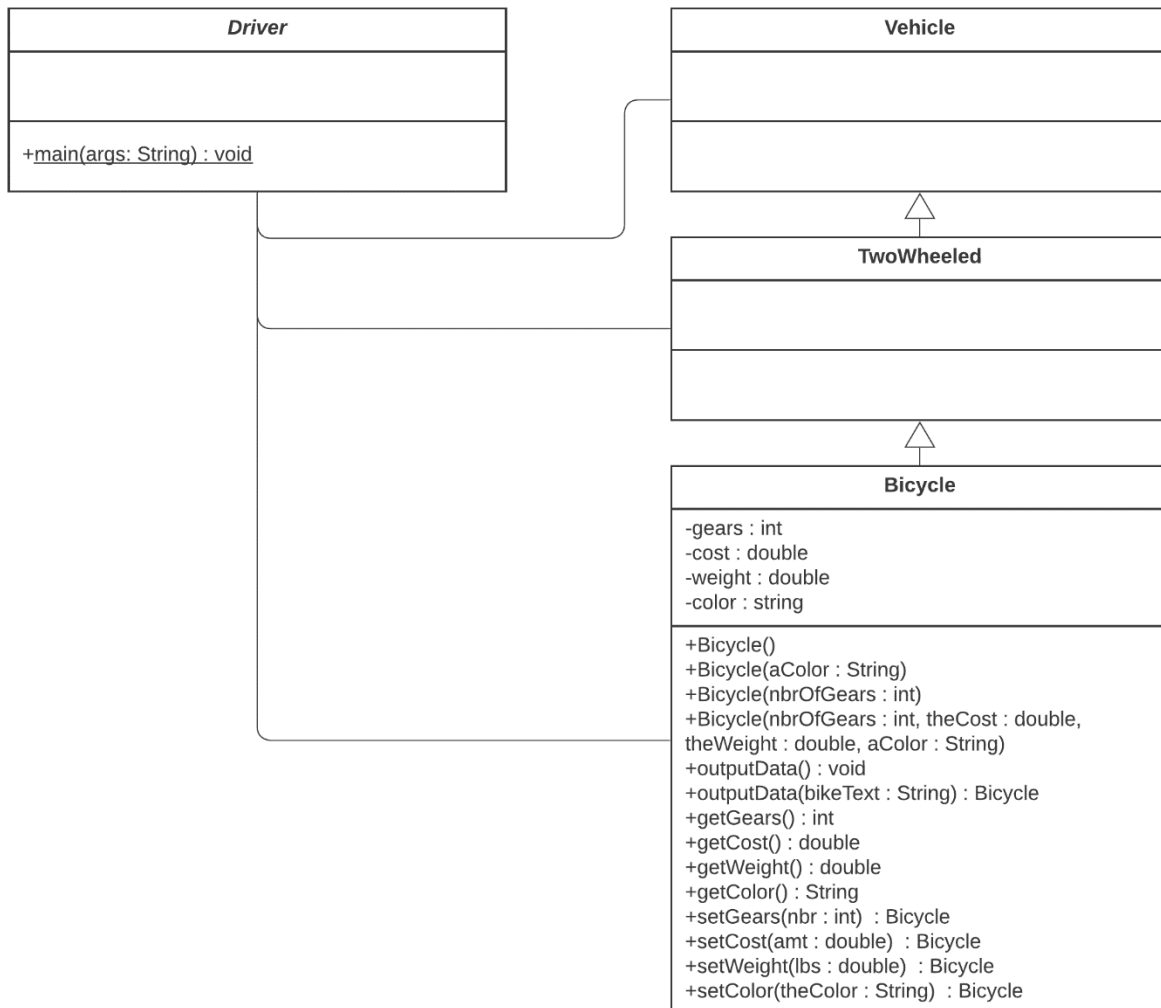 Driver
+main(args: String) : void
Vehicle
TwoWheeled
Bicycle
-gears : int
-cost : double
-weight : double
-color : string
+Bicycle()
+Bicycle(aColor : String)
+Bicycle(nbrOfGears : int)
+Bicycle(nbrOfGears : int, theCost : double,
theWeight : double, aColor : String)
+outputData() : void
+outputData(bikeText : String) : Bicycle
+getGears() : int
+getCost() : double
+getWeight() : double
+getColor() : String
+setGears(nbr : int)  : Bicycle
+setCost(amt : double)  : Bicycle
+setWeight(lbs : double)  : Bicycle
+setColor(theColor : String)  : Bicycle